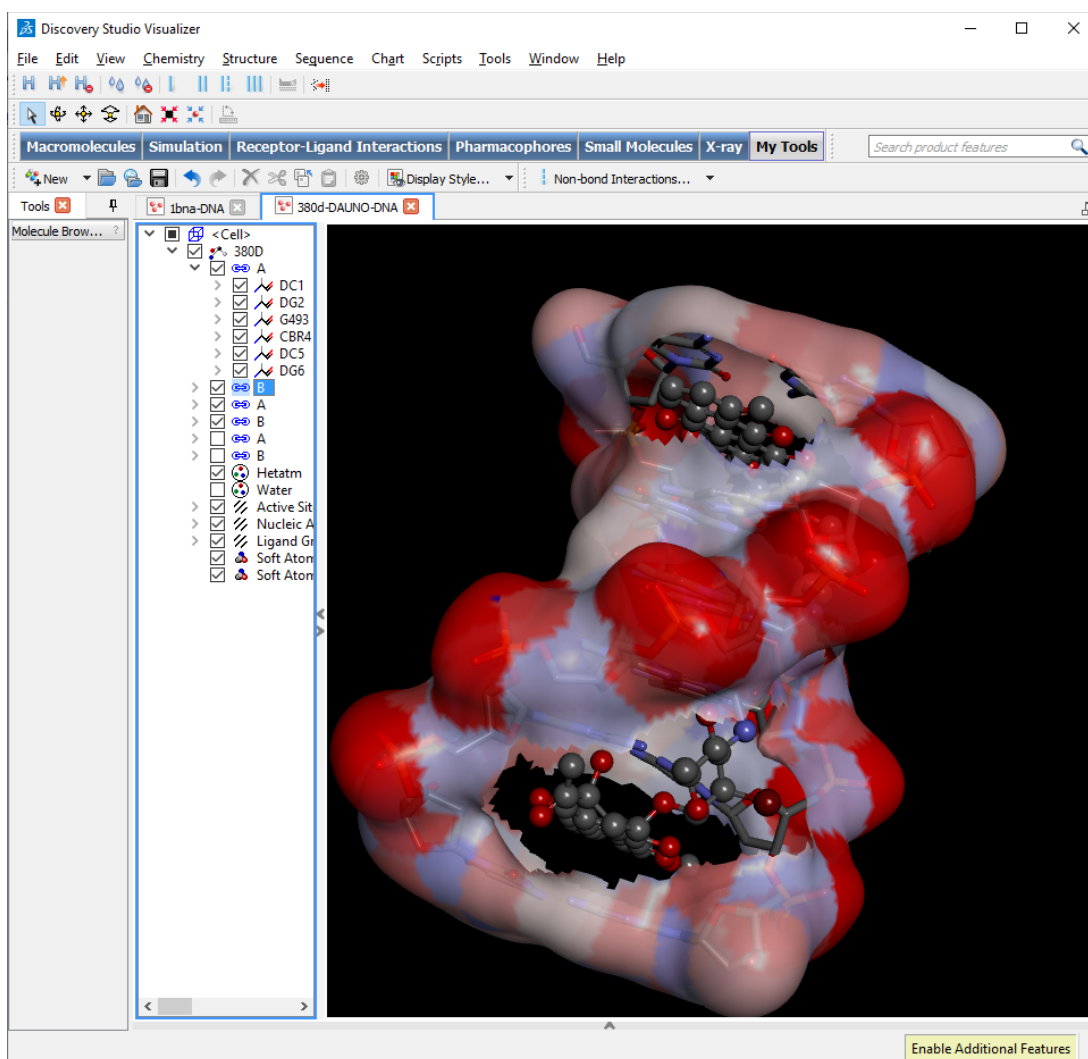 Discovery Studio Visualizer
File Edit View Chemistry Structure Sequence Chart Scripts Tools Window Help
Macromolecules Simulation Receptor-Ligand Interactions Pharmacophores Small Molecules X-ray My Tools Search product features
New Display Style... Non-bond Interactions...
Tools 1bna-DNA 380d-DAUNO-DNA
Molecule Brow... ?
<Cell>
380D
A
DC1
DG2
G493
CBR4
DC5
DG6
B
A
B
A
B
Hetatm
Water
Active Sit
Nucleic A
Ligand Gr
Soft Atom
Soft Atom
Enable Additional Features